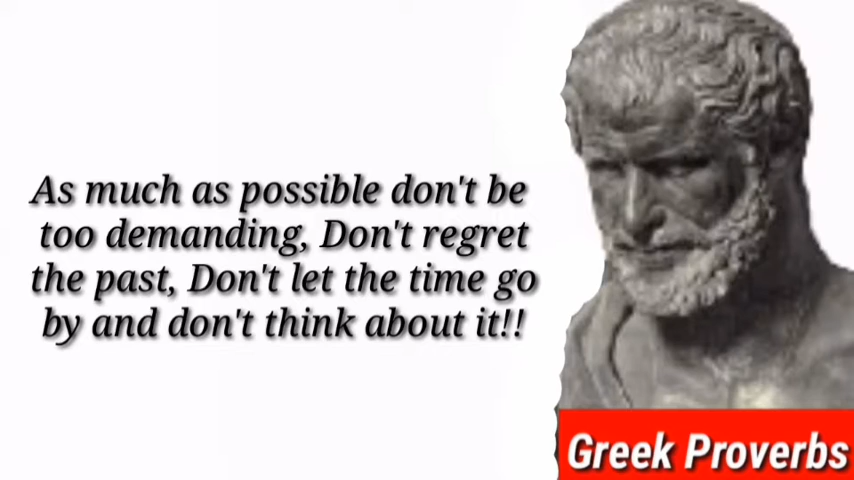 As much as possible don't be
too demanding, Don't regret
the past, Don't let the time go
by and don't think about it!!
Greek Proverbs